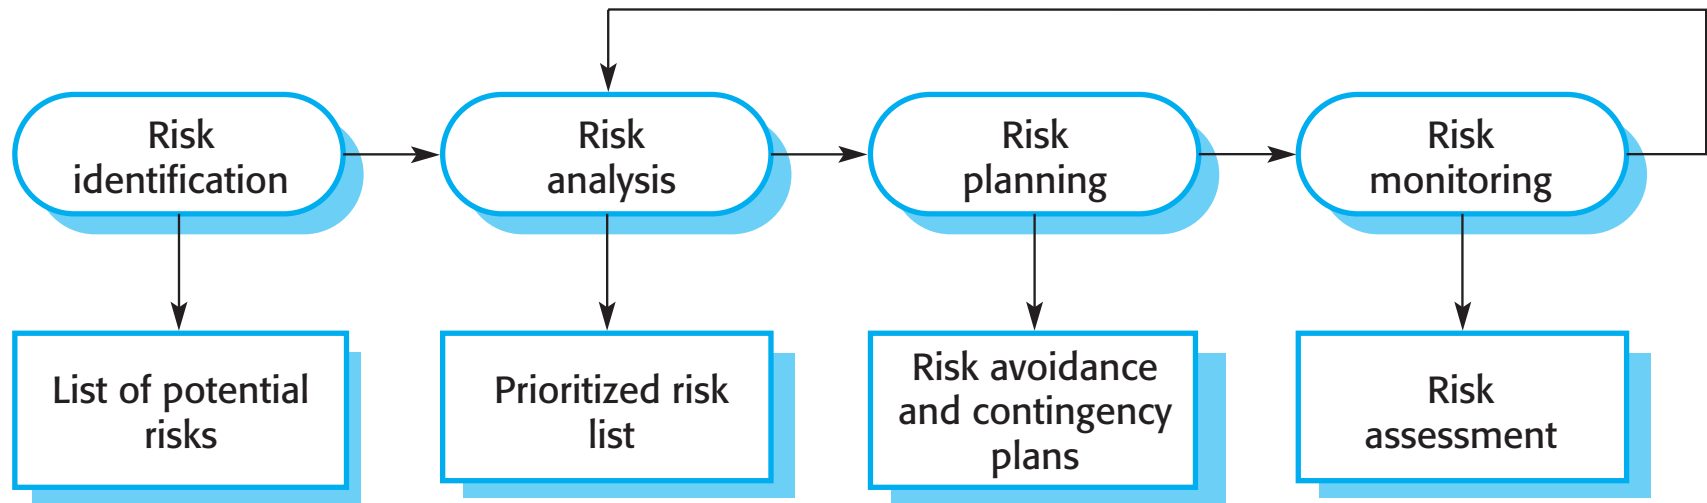 Risk
identification
Risk
analysis
Risk
planning
Risk
monitoring
List of potential
risks
Prioritized risk
list
Risk avoidance
and contingency
plans
Risk
assessment